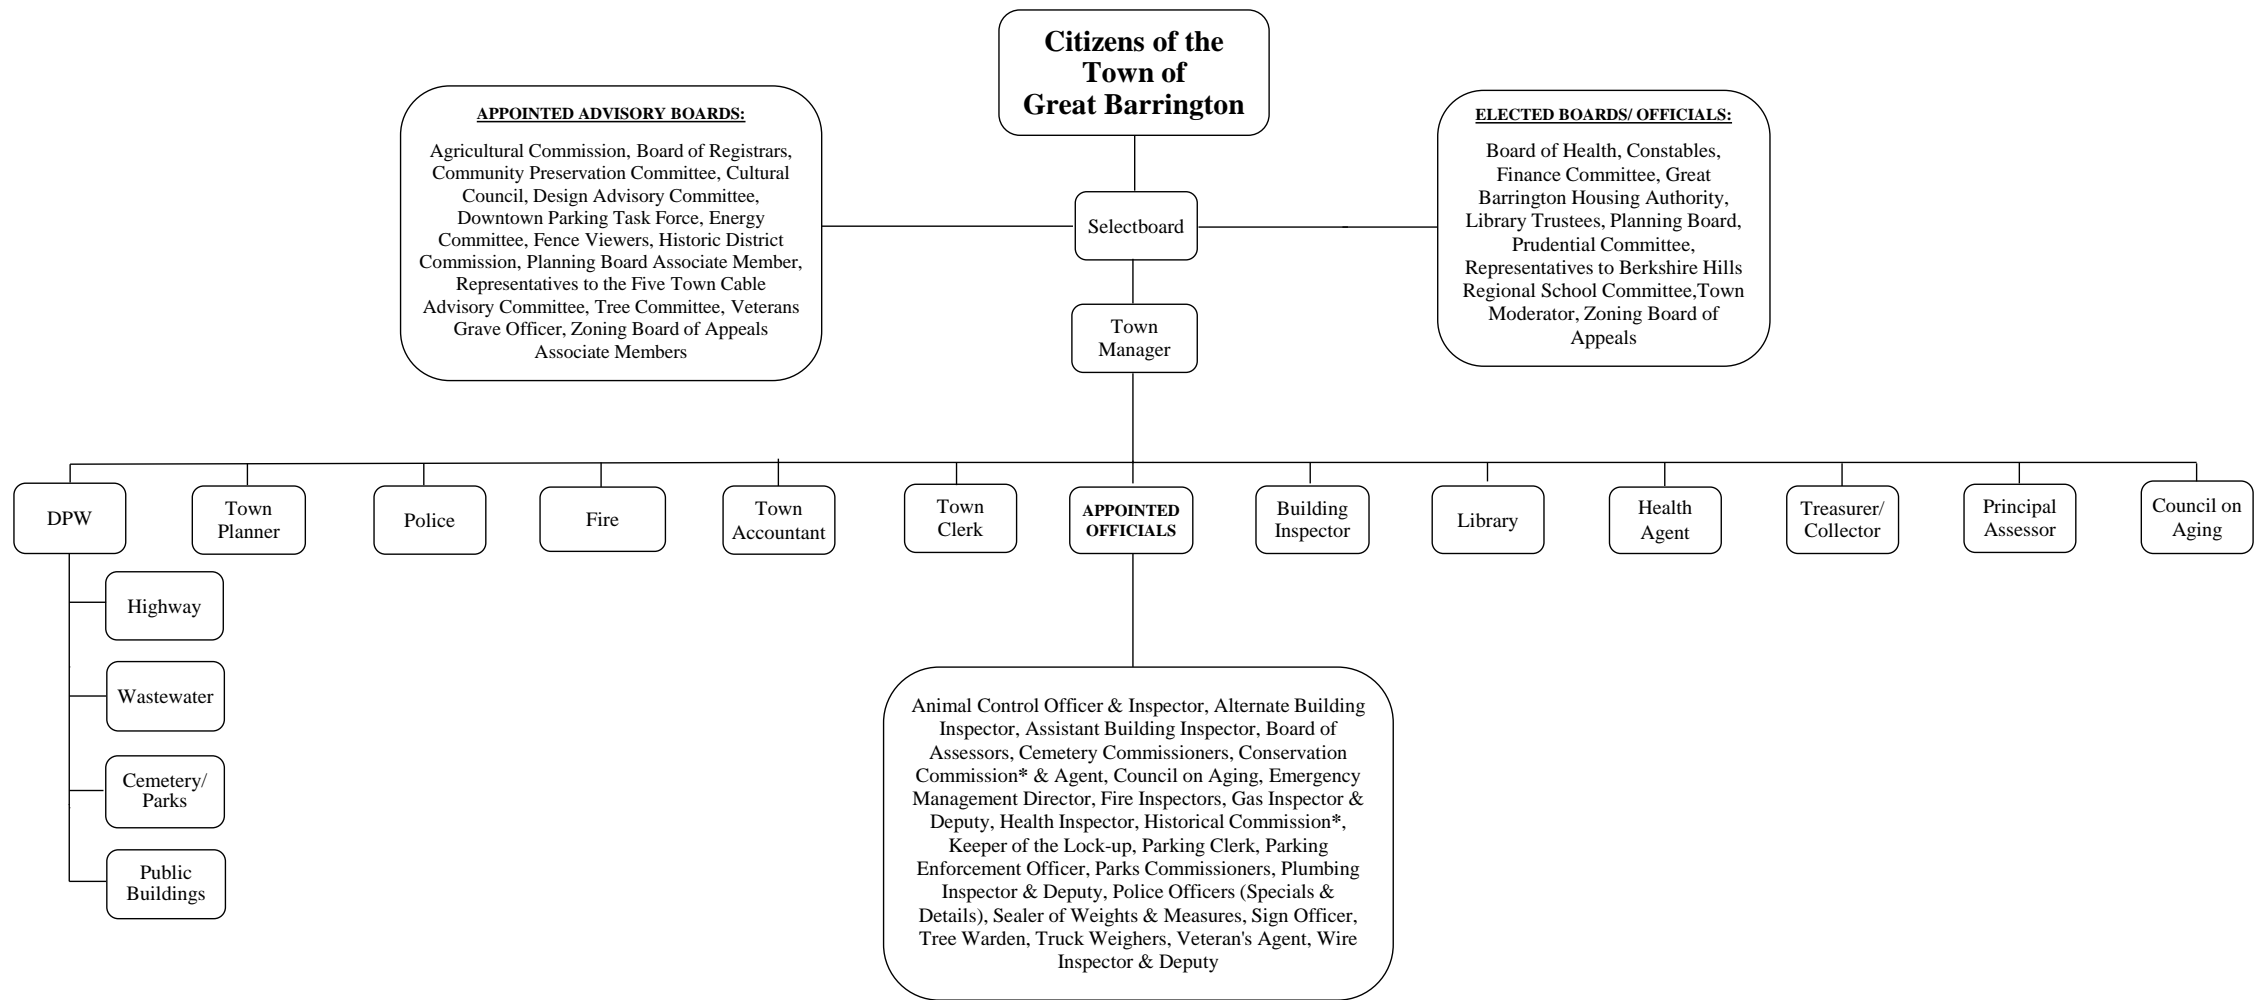 Citizens of the
Town of
Great Barrington
APPOINTED ADVISORY BOARDS:
Agricultural Commission, Board of Registrars,
Community Preservation Committee, Cultural
Council, Design Advisory Committee,
Downtown Parking Task Force, Energy
Committee, Fence Viewers, Historic District
Commission, Planning Board Associate Member,
Representatives to the Five Town Cable
Advisory Committee, Tree Committee, Veterans
Grave Officer, Zoning Board of Appeals
Associate Members
Selectboard
ELECTED BOARDS/ OFFICIALS:
Board of Health, Constables,
Finance Committee, Great
Barrington Housing Authority,
Library Trustees, Planning Board,
Prudential Committee,
Representatives to Berkshire Hills
Regional School Committee,Town
Moderator, Zoning Board of
Appeals
Town
Manager
DPW
Town
Planner
Police
Fire
Town
Accountant
Town
Clerk
APPOINTED
OFFICIALS
Building
Inspector
Library
Health
Agent
Treasurer/
Collector
Principal
Assessor
Council on
Aging
Highway
Wastewater
Cemetery/
Parks
Public
Buildings
Animal Control Officer & Inspector, Alternate Building
Inspector, Assistant Building Inspector, Board of
Assessors, Cemetery Commissioners, Conservation
Commission* & Agent, Council on Aging, Emergency
Management Director, Fire Inspectors, Gas Inspector &
Deputy, Health Inspector, Historical Commission*,
Keeper of the Lock-up, Parking Clerk, Parking
Enforcement Officer, Parks Commissioners, Plumbing
Inspector & Deputy, Police Officers (Specials &
Details), Sealer of Weights & Measures, Sign Officer,
Tree Warden, Truck Weighers, Veteran's Agent, Wire
Inspector & Deputy